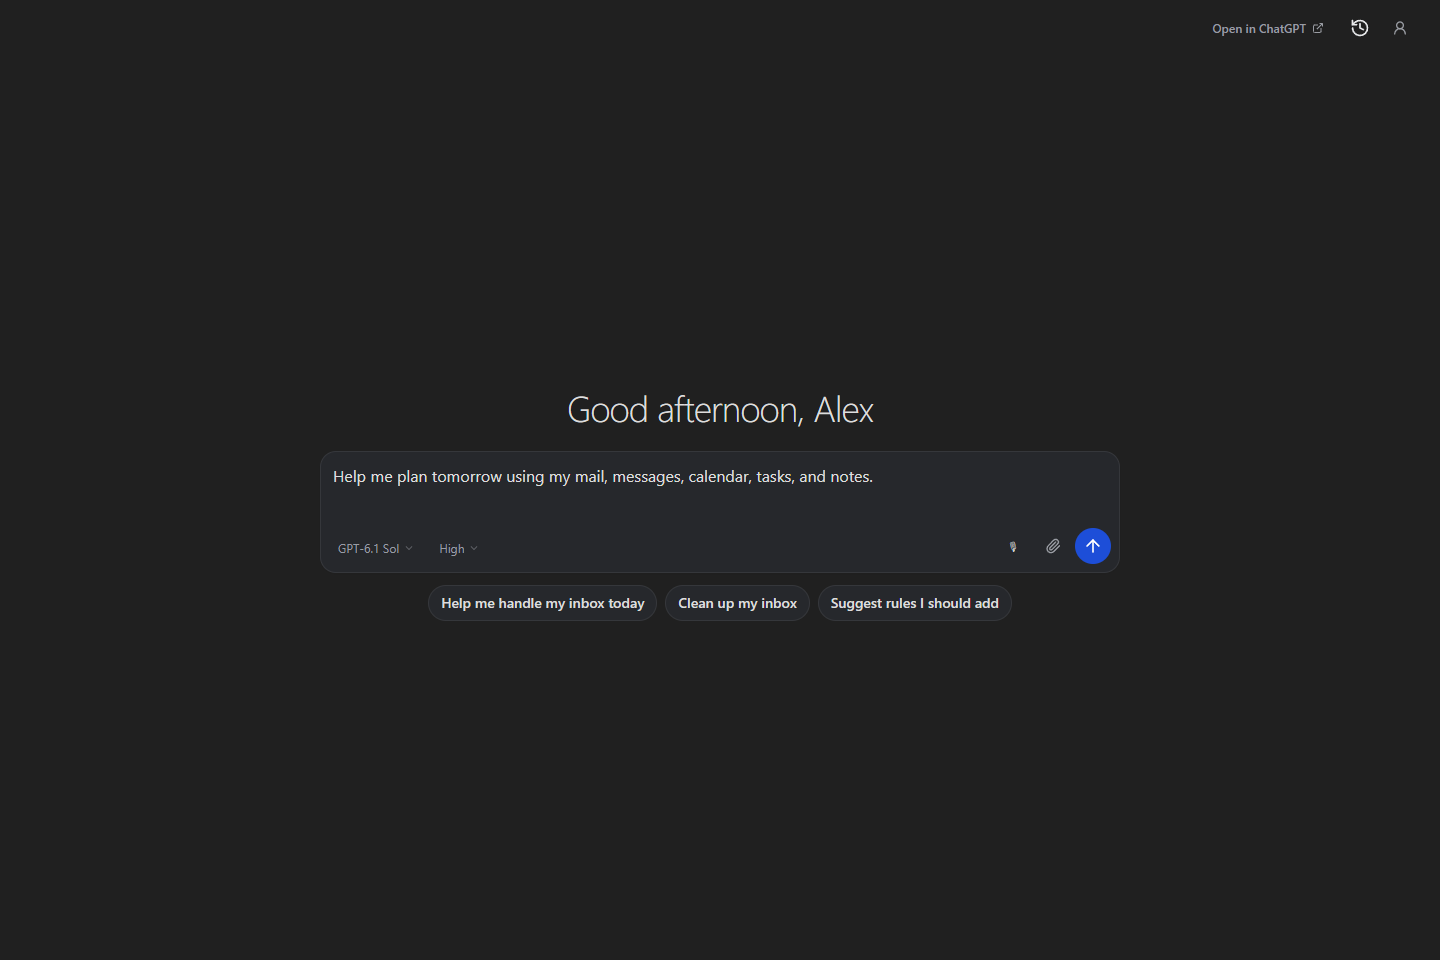 Open in ChatGPT
Good afternoon, Alex
Help me plan tomorrow using my mail, messages, calendar, tasks, and notes.
GPT-6.1 Sol
High
Help me handle my inbox today
Clean up my inbox
Suggest rules I should add